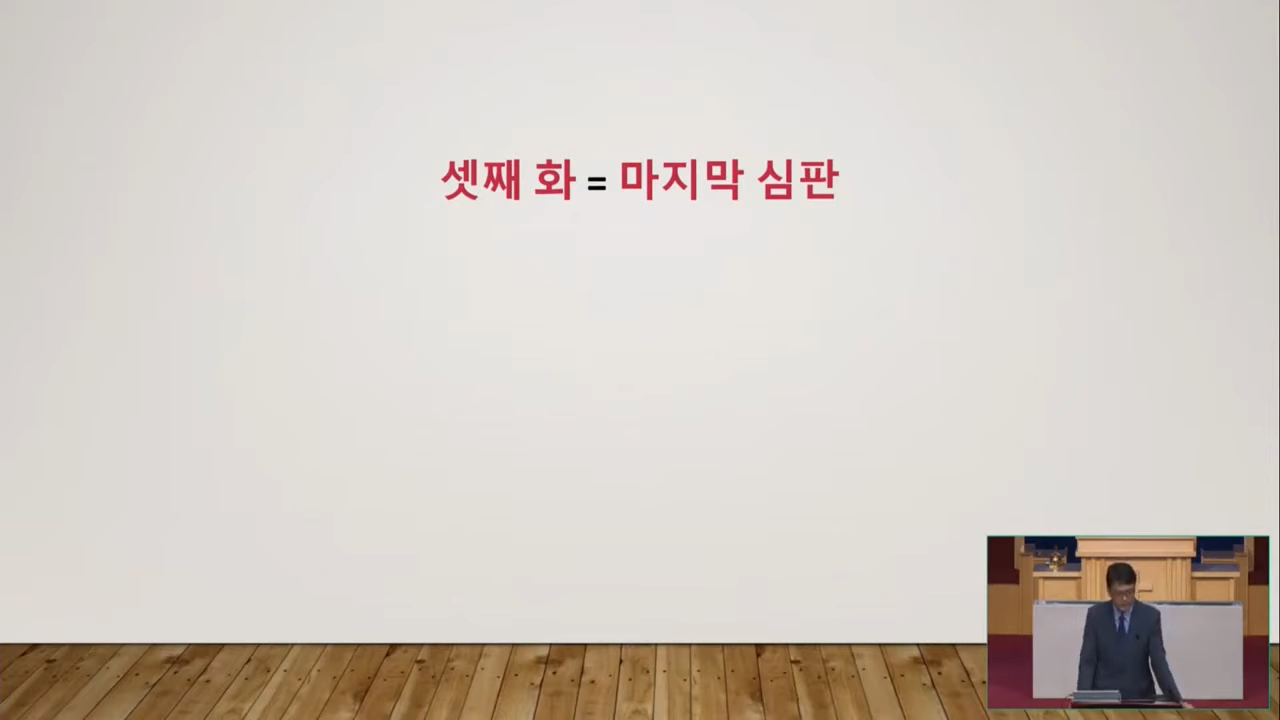 셋째 화 = 마지막 심판